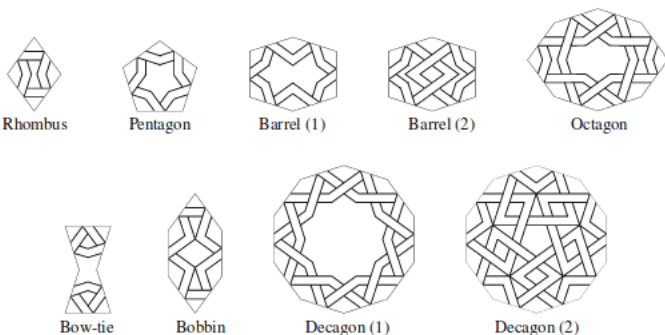 Rhombus Pentagon Barrel (1) Barrel (2) Octagon
Bow-tie Bobbin Decagon (1) Decagon (2)